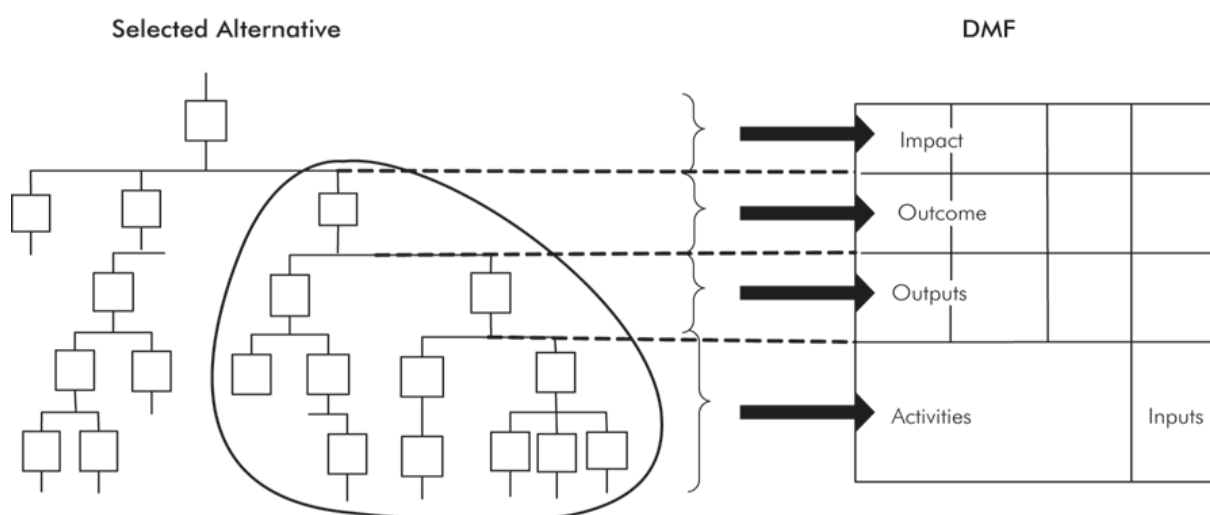 Selected Alternative
DMF
Impact
Outcome
Outputs
Activities
Inputs